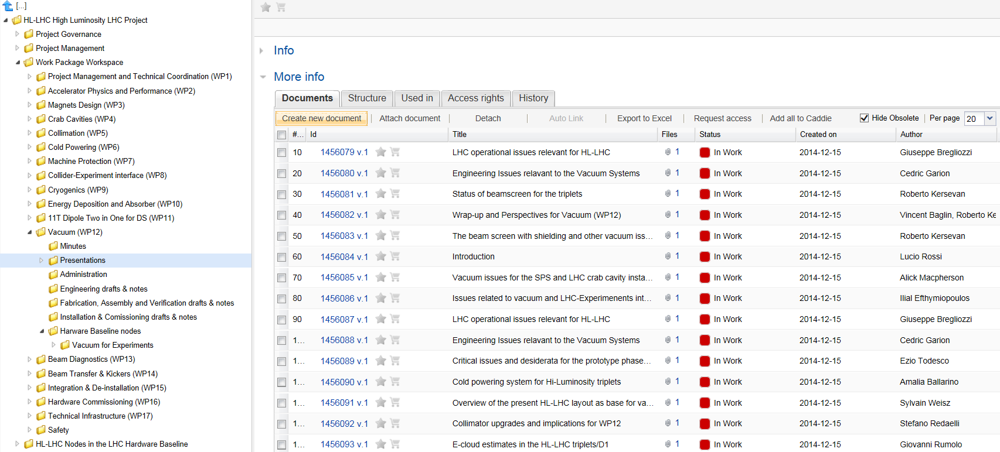 [...]
HL-LHC High Luminosity LHC Project
Project Governance
Project Management
Work Package Workspace
Project Management and Technical Coordination (WP1)
Accelerator Physics and Performance (WP2)
Magnets Design (WP3)
Crab Cavities (WP4)
Collimation (WP5)
Cold Powering (WP6)
Machine Protection (WP7)
Collider-Experiment interface (WP8)
Cryogenics (WP9)
Energy Deposition and Absorber (WP10)
11T Dipole Two in One for DS (WP11)
Vacuum (WP12)
Minutes
Presentations
Administration
Engineering drafts & notes
Fabrication, Assembly and Verification drafts & notes
Installation & Comissioning drafts & notes
Harware Baseline nodes
Vacuum for Experiments
Beam Diagnostics (WP13)
Beam Transfer & Kickers (WP14)
Integration & De-installation (WP15)
Hardware Commissioning (WP16)
Technical Infrastructure (WP17)
Safety
HL-LHC Nodes in the LHC Hardware Baseline
Info
More info
Documents Structure Used in Access rights History
Create new document Attach document Detach Auto Link Export to Excel Request access Add all to Caddie Hide Obsolete Per page 20
#... Id Title Files Status Created on Author
10 1456079 v.1 LHC operational issues relevant for HL-LHC 1 In Work 2014-12-15 Giuseppe Bregliozzi
20 1456080 v.1 Engineering Issues relavant to the Vacuum Systems 1 In Work 2014-12-15 Cedric Garion
30 1456081 v.1 Status of beamscreen for the triplets 1 In Work 2014-12-15 Roberto Kersevan
40 1456082 v.1 Wrap-up and Perspectives for Vacuum (WP12) 1 In Work 2014-12-15 Vincent Baglin, Roberto Ke
50 1456083 v.1 The beam screen with shielding and other vacuum iss... 1 In Work 2014-12-15 Roberto Kersevan
60 1456084 v.1 Introduction 1 In Work 2014-12-15 Lucio Rossi
70 1456085 v.1 Vacuum issues for the SPS and LHC crab cavity insta... 1 In Work 2014-12-15 Alick Macpherson
80 1456086 v.1 Issues related to vacuum and LHC-Experimenents int... 1 In Work 2014-12-15 Ilial Efthymiopoulos
90 1456087 v.1 LHC operational issues relevant for HL-LHC 1 In Work 2014-12-15 Giuseppe Bregliozzi
1... 1456088 v.1 Engineering Issues relavant to the Vacuum Systems 1 In Work 2014-12-15 Cedric Garion
1... 1456089 v.1 Critical issues and desiderata for the prototype phase... 1 In Work 2014-12-15 Ezio Todesco
1... 1456090 v.1 Cold powering system for Hi-Luminosity triplets 1 In Work 2014-12-15 Amalia Ballarino
1... 1456091 v.1 Overview of the present HL-LHC layout as base for va... 1 In Work 2014-12-15 Sylvain Weisz
1... 1456092 v.1 Collimator upgrades and implications for WP12 1 In Work 2014-12-15 Stefano Redaelli
1... 1456093 v.1 E-cloud estimates in the HL-LHC triplets/D1 1 In Work 2014-12-15 Giovanni Rumolo